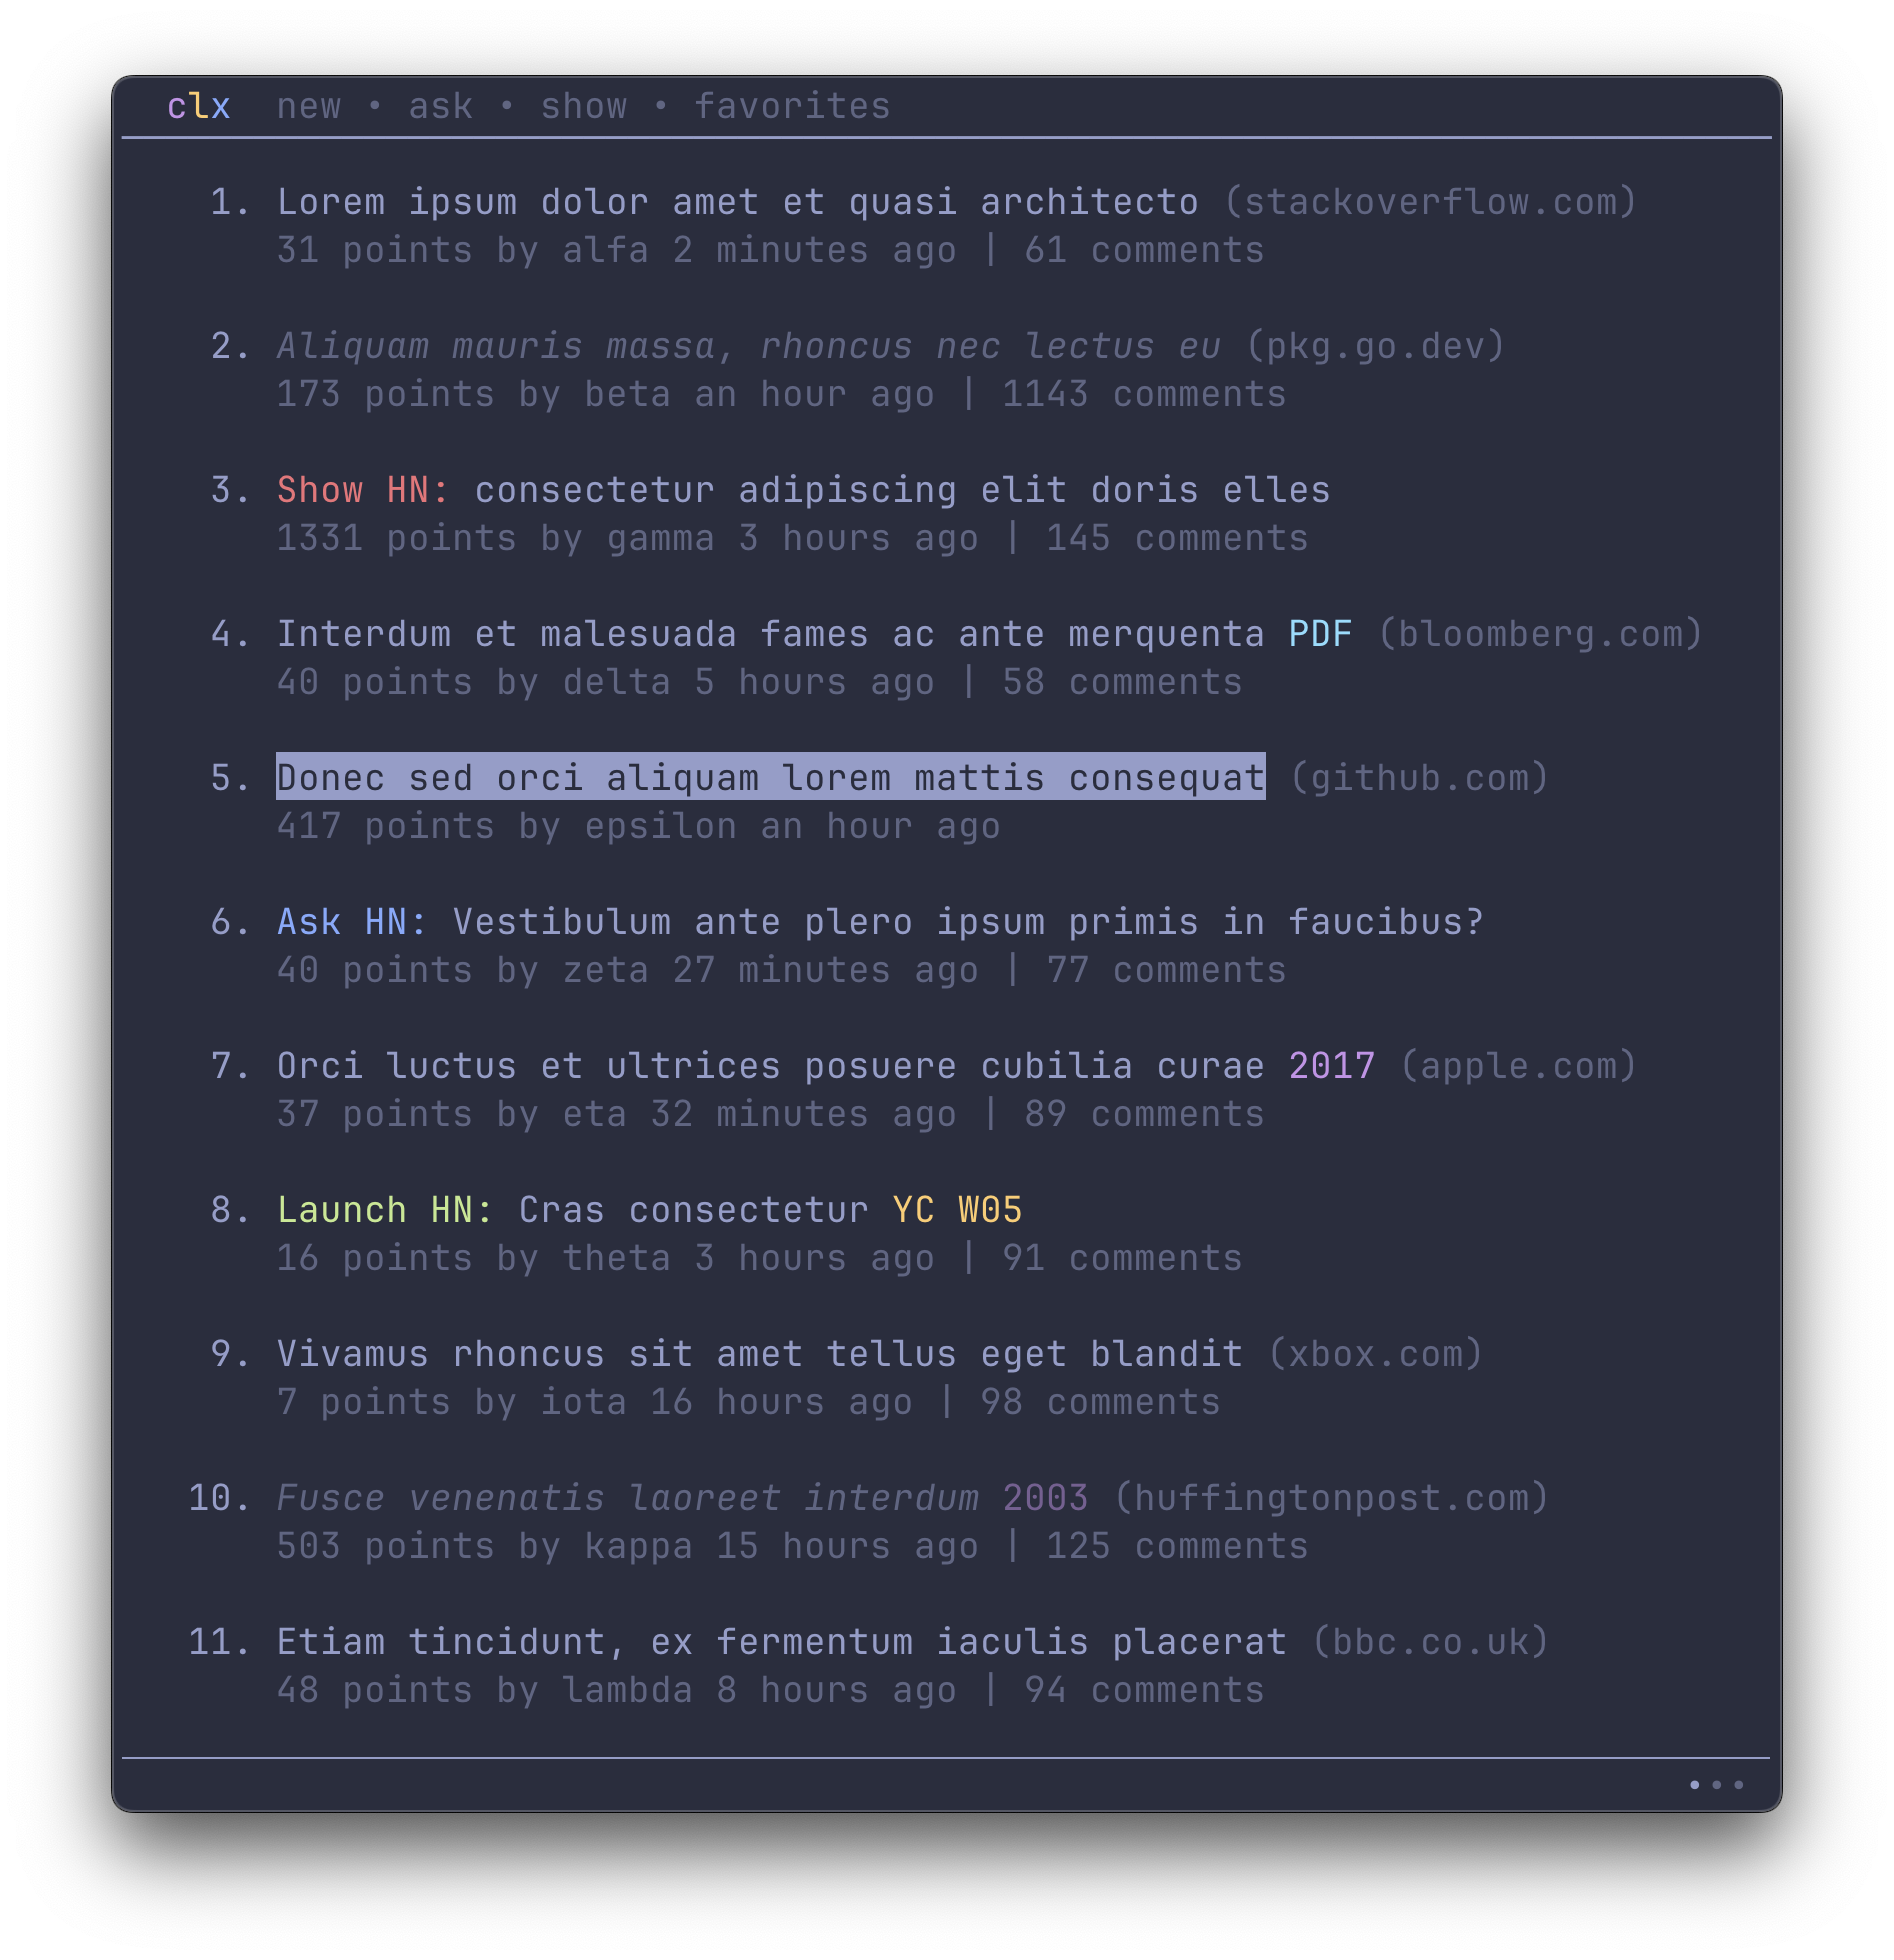 clx new • ask • show • favorites
1. Lorem ipsum dolor amet et quasi architecto (stackoverflow.com)
31 points by alfa 2 minutes ago | 61 comments
2. Aliquam mauris massa, rhoncus nec lectus eu (pkg.go.dev)
173 points by beta an hour ago | 1143 comments
3. Show HN: consectetur adipiscing elit doris elles
1331 points by gamma 3 hours ago | 145 comments
4. Interdum et malesuada fames ac ante merquenta PDF (bloomberg.com)
40 points by delta 5 hours ago | 58 comments
5. Donec sed orci aliquam lorem mattis consequat (github.com)
417 points by epsilon an hour ago
6. Ask HN: Vestibulum ante plero ipsum primis in faucibus?
40 points by zeta 27 minutes ago | 77 comments
7. Orci luctus et ultrices posuere cubilia curae 2017 (apple.com)
37 points by eta 32 minutes ago | 89 comments
8. Launch HN: Cras consectetur YC W05
16 points by theta 3 hours ago | 91 comments
9. Vivamus rhoncus sit amet tellus eget blandit (xbox.com)
7 points by iota 16 hours ago | 98 comments
10. Fusce venenatis laoreet interdum 2003 (huffingtonpost.com)
503 points by kappa 15 hours ago | 125 comments
11. Etiam tincidunt, ex fermentum iaculis placerat (bbc.co.uk)
48 points by lambda 8 hours ago | 94 comments